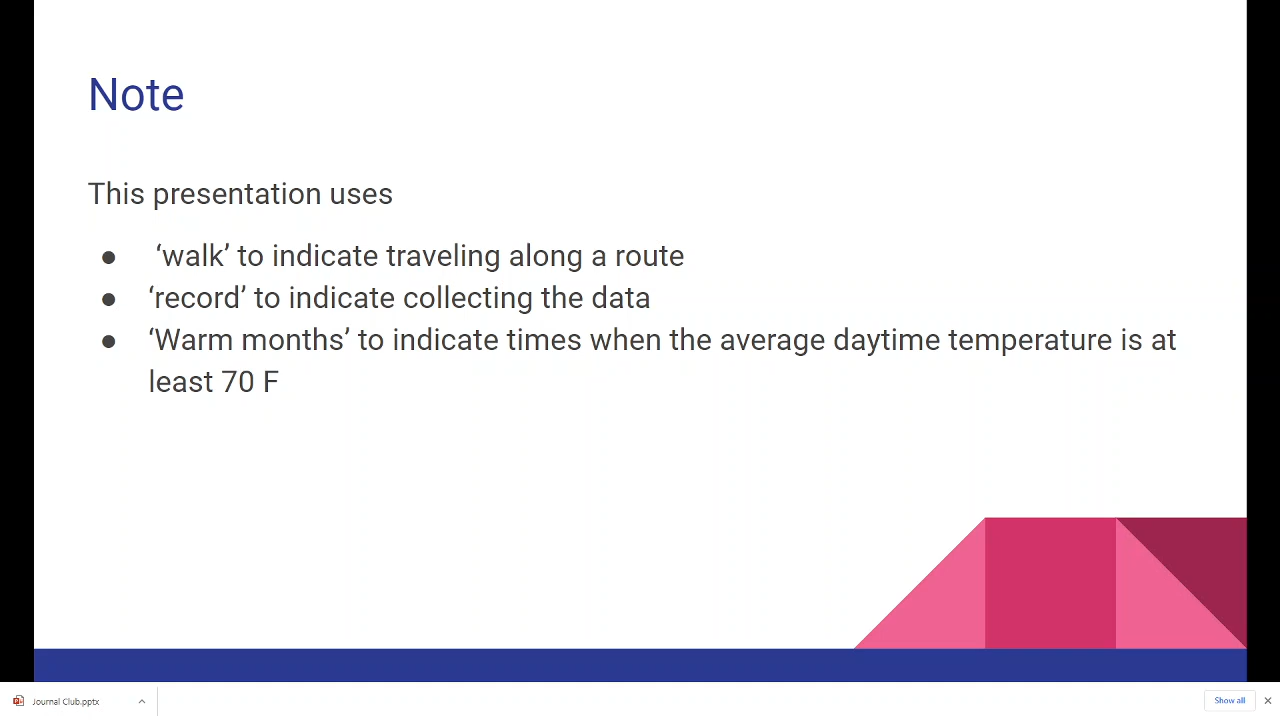 Note
This presentation uses
● ‘walk’ to indicate traveling along a route
● ‘record’ to indicate collecting the data
● ‘Warm months’ to indicate times when the average daytime temperature is at
least 70 F
Journal Club.pptx
Show all